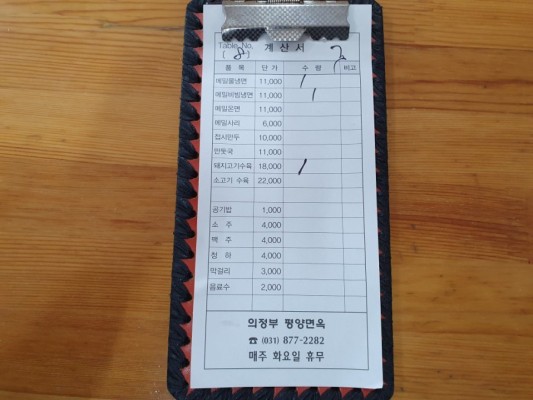 Table No. 계 산 서 2
( 8 )
품 목 단 가 수 량 비고
메밀물냉면 11,000 /
메밀비빔냉면 11,000 /
메밀온면 11,000
메밀사리 6,000
접시만두 10,000
만둣국 11,000
돼지고기수육 18,000 /
소고기 수육 22,000
공기밥 1,000
소 주 4,000
맥 주 4,000
청 하 4,000
막걸리 3,000
음료수 2,000
의정부 평양면옥
☎ (031) 877-2282
매주 화요일 휴무